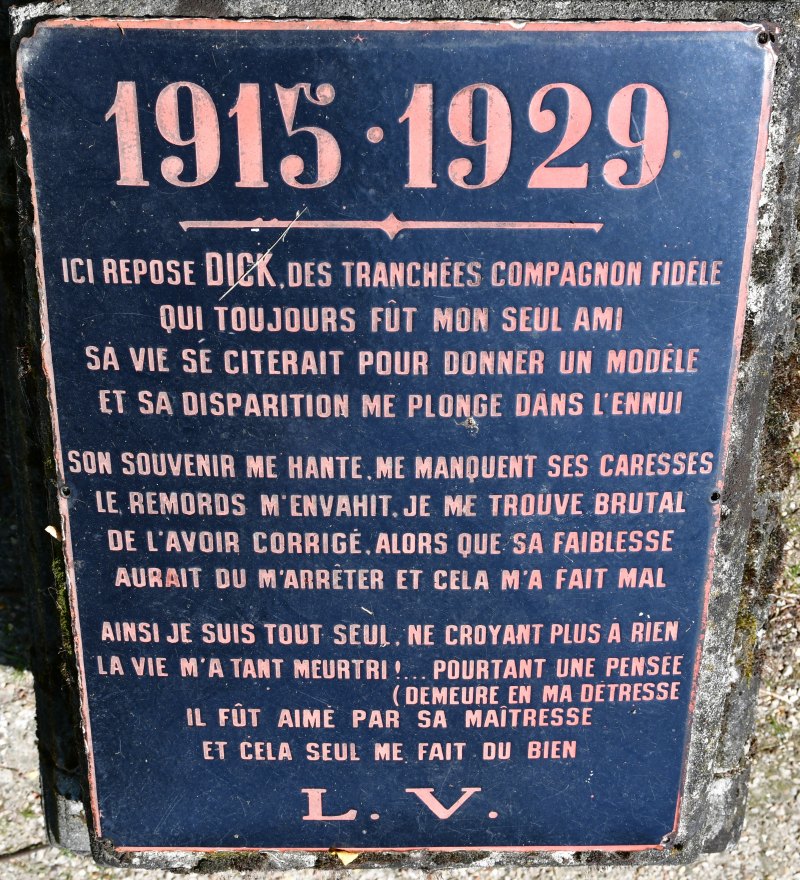 1915 · 1929
ICI REPOSE DICK, DES TRANCHÉES COMPAGNON FIDÈLE
QUI TOUJOURS FÛT MON SEUL AMI
SA VIE SE CITERAIT POUR DONNER UN MODÈLE
ET SA DISPARITION ME PLONGE DANS L'ENNUI
SON SOUVENIR ME HANTE, ME MANQUENT SES CARESSES
LE REMORDS M'ENVAHIT, JE ME TROUVE BRUTAL
DE L'AVOIR CORRIGÉ, ALORS QUE SA FAIBLESSE
AURAIT DU M'ARRÊTER ET CELA M'A FAIT MAL
AINSI JE SUIS TOUT SEUL, NE CROYANT PLUS À RIEN
LA VIE M'A TANT MEURTRI !... POURTANT UNE PENSÉE
(DEMEURE EN MA DÉTRESSE
IL FÛT AIMÉ PAR SA MAÎTRESSE
ET CELA SEUL ME FAIT DU BIEN
L. V.